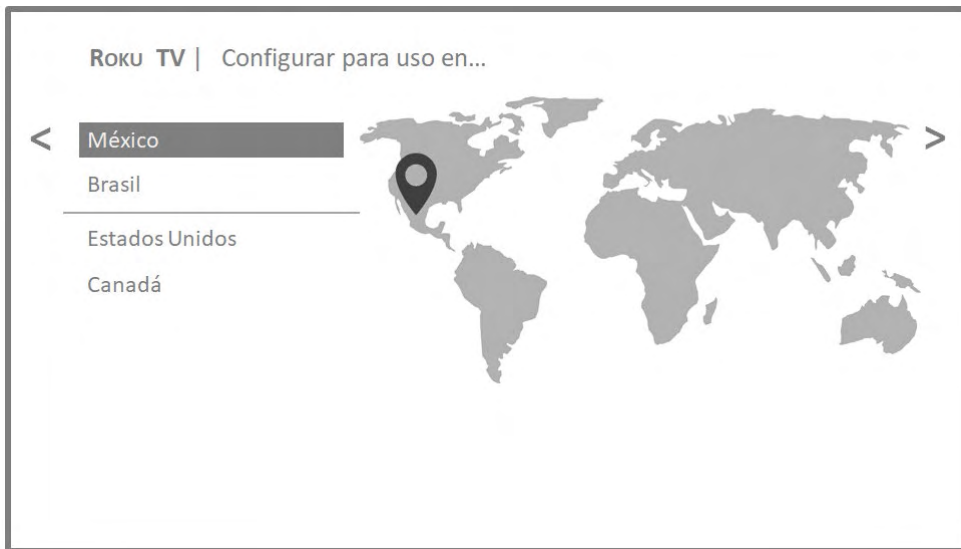 ROKU TV | Configurar para uso en...
< México >
Brasil
Estados Unidos
Canadá